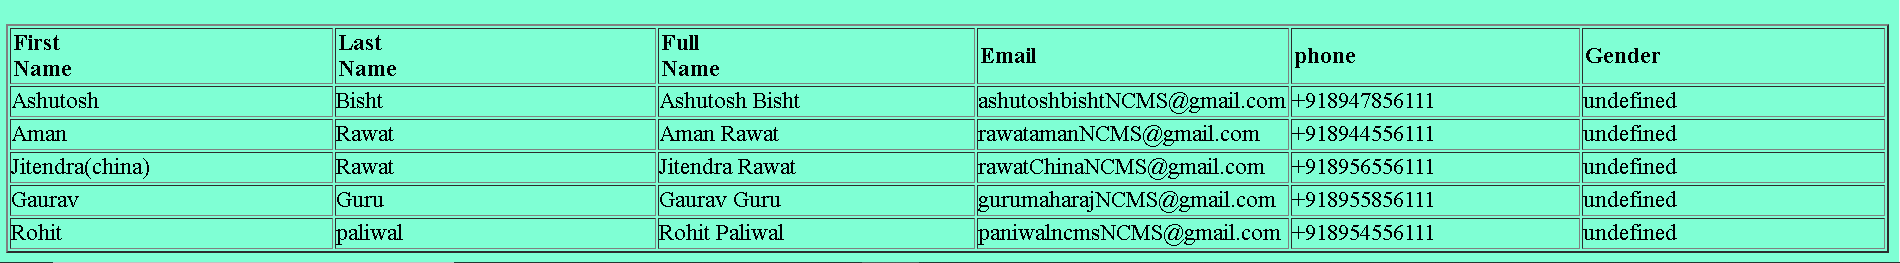 First Name Last Name Full Name Email phone Gender
Ashutosh Bisht Ashutosh Bisht ashutoshbishtNCMS@gmail.com +918947856111 undefined
Aman Rawat Aman Rawat rawatamanNCMS@gmail.com +918944556111 undefined
Jitendra(china) Rawat Jitendra Rawat rawatChinaNCMS@gmail.com +918956556111 undefined
Gaurav Guru Gaurav Guru gurumaharajNCMS@gmail.com +918955856111 undefined
Rohit paliwal Rohit Paliwal paniwalncmsNCMS@gmail.com +918954556111 undefined